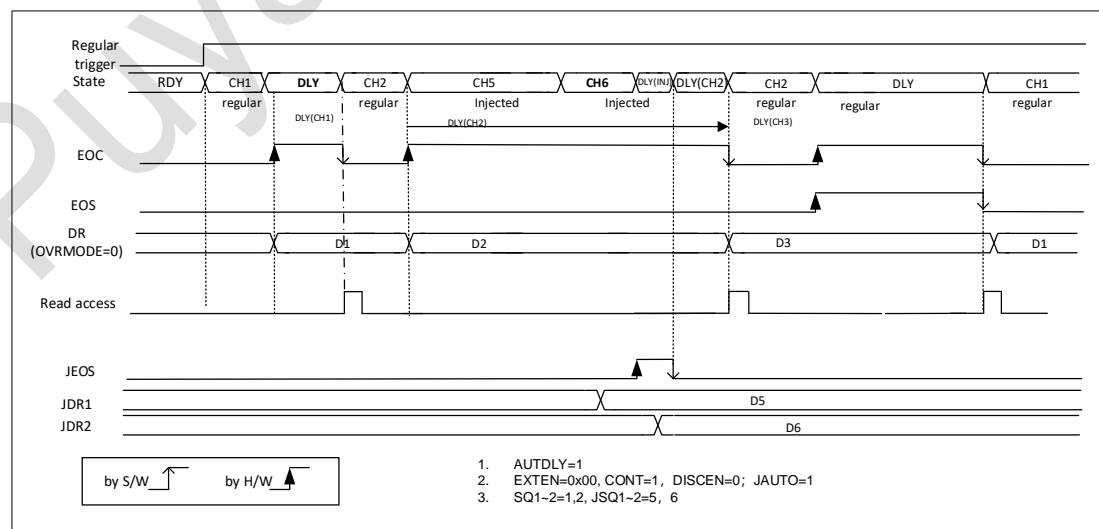 Regular
trigger
State RDY CH1 DLY CH2 CH5 CH6 DLY(INJ) DLY(CH2) CH2 DLY CH1
regular regular Injected Injected regular regular regular
DLY(CH1) DLY(CH2) DLY(CH3)
EOC
EOS
DR
(OVRMODE=0) D1 D2 D3 D1
Read access
JEOS
JDR1 D5
JDR2 D6
by S/W by H/W
1. AUTDLY=1
2. EXTEN=0x00, CONT=1, DISCEN=0; JAUTO=1
3. SQ1~2=1,2, JSQ1~2=5, 6
Puya